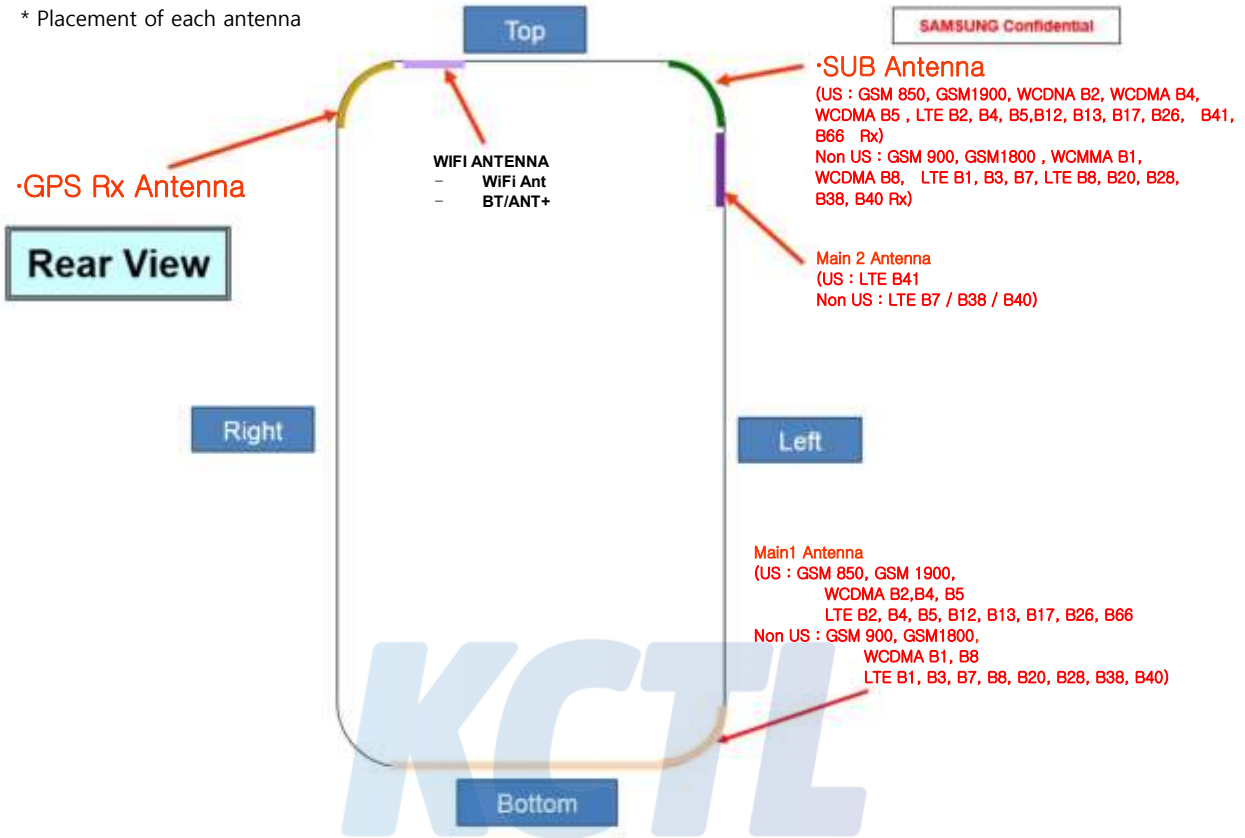 * Placement of each antenna
Top
SAMSUNG Confidential
·SUB Antenna
(US : GSM 850, GSM1900, WCDNA B2, WCDMA B4,
WCDMA B5 , LTE B2, B4, B5,B12, B13, B17, B26, B41,
B66 Rx)
Non US : GSM 900, GSM1800 , WCMMA B1,
WCDMA B8, LTE B1, B3, B7, LTE B8, B20, B28,
B38, B40 Rx)
WIFI ANTENNA
– WiFi Ant
– BT/ANT+
·GPS Rx Antenna
Rear View
Main 2 Antenna
(US : LTE B41
Non US : LTE B7 / B38 / B40)
Right
Left
Main1 Antenna
(US : GSM 850, GSM 1900,
WCDMA B2,B4, B5
LTE B2, B4, B5, B12, B13, B17, B26, B66
Non US : GSM 900, GSM1800,
WCDMA B1, B8
LTE B1, B3, B7, B8, B20, B28, B38, B40)
KCTL
Bottom